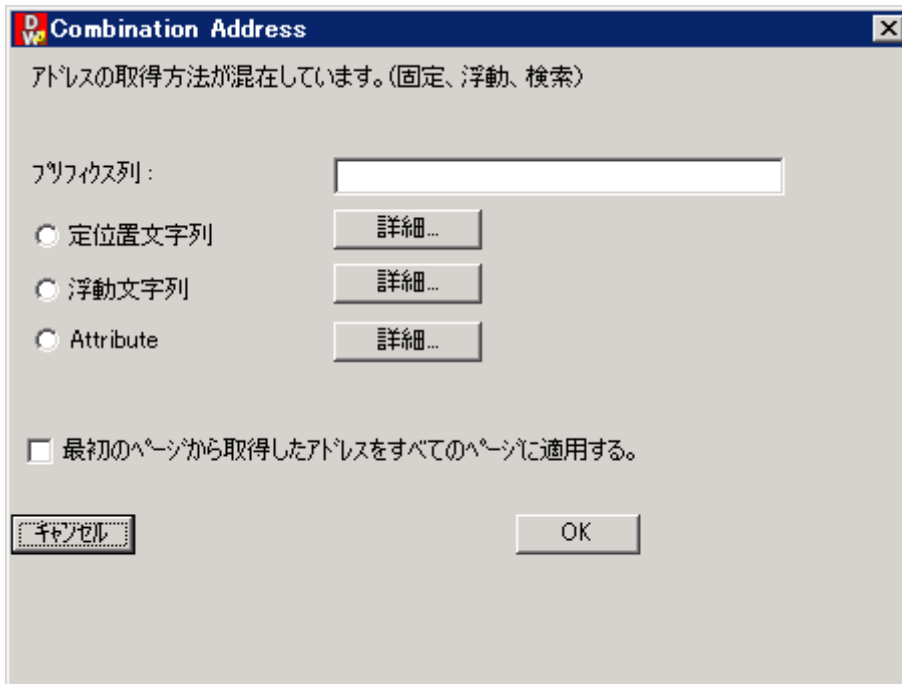 DW
Combination Address
ｱﾄﾞﾚｽの取得方法が混在しています。(固定、浮動、検索)
ﾌﾟﾘﾌｨｸｽ列 :
定位置文字列 詳細...
浮動文字列 詳細...
Attribute 詳細...
最初のﾍﾟｰｼﾞから取得したｱﾄﾞﾚｽをすべてのﾍﾟｰｼﾞに適用する。
ｷｬﾝｾﾙ OK